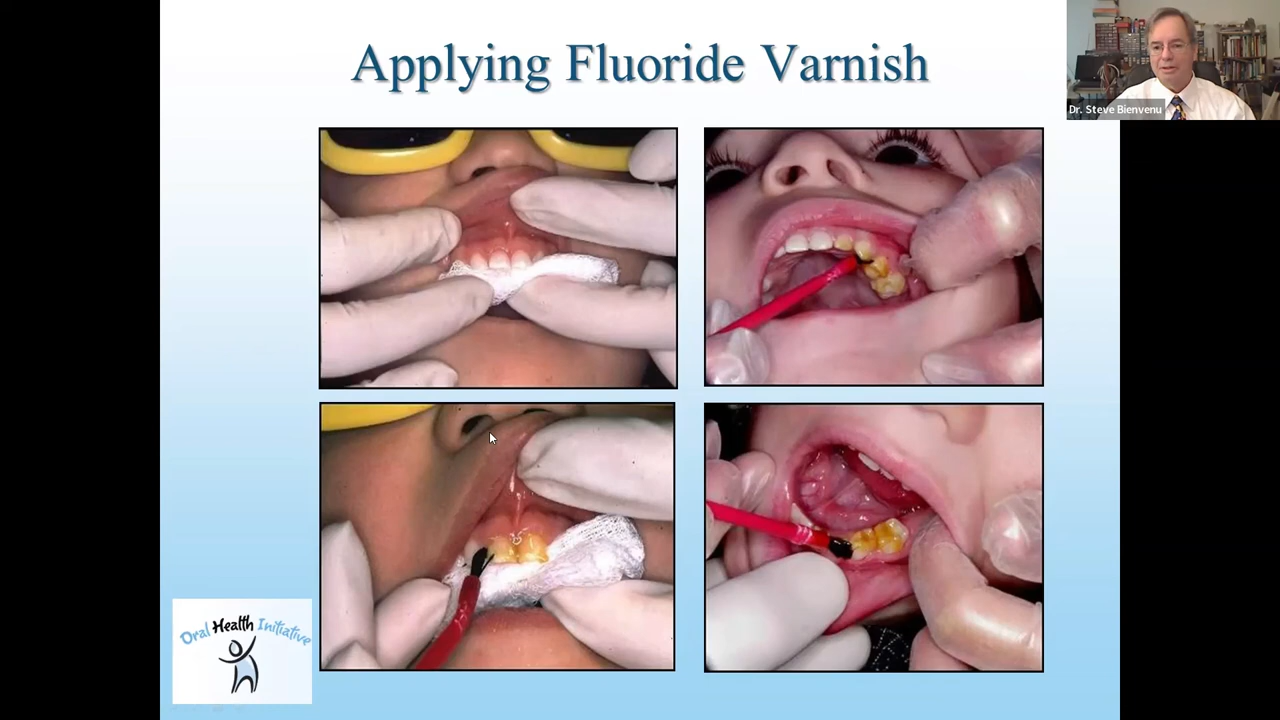 Applying Fluoride Varnish
Dr. Steve Bienvenu
Oral Health Initiative